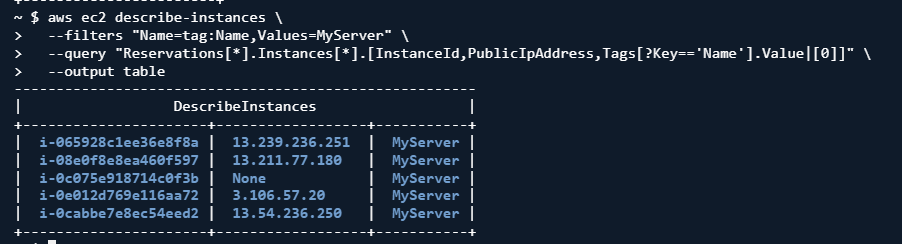 ~ $ aws ec2 describe-instances \
>   --filters "Name=tag:Name,Values=MyServer" \
>   --query "Reservations[*].Instances[*].[InstanceId,PublicIpAddress,Tags[?Key=='Name'].Value|[0]]" \
>   --output table
-------------------------------------------------------
|                  DescribeInstances                  |
+----------------------+------------------+-----------+
|  i-065928c1ee36e8f8a |  13.239.236.251  |  MyServer |
|  i-08e0f8e8ea460f597 |  13.211.77.180   |  MyServer |
|  i-0c075e918714c0f3b |  None            |  MyServer |
|  i-0e012d769e116aa72 |  3.106.57.20     |  MyServer |
|  i-0cabbe7e8ec54eed2 |  13.54.236.250   |  MyServer |
+----------------------+------------------+-----------+